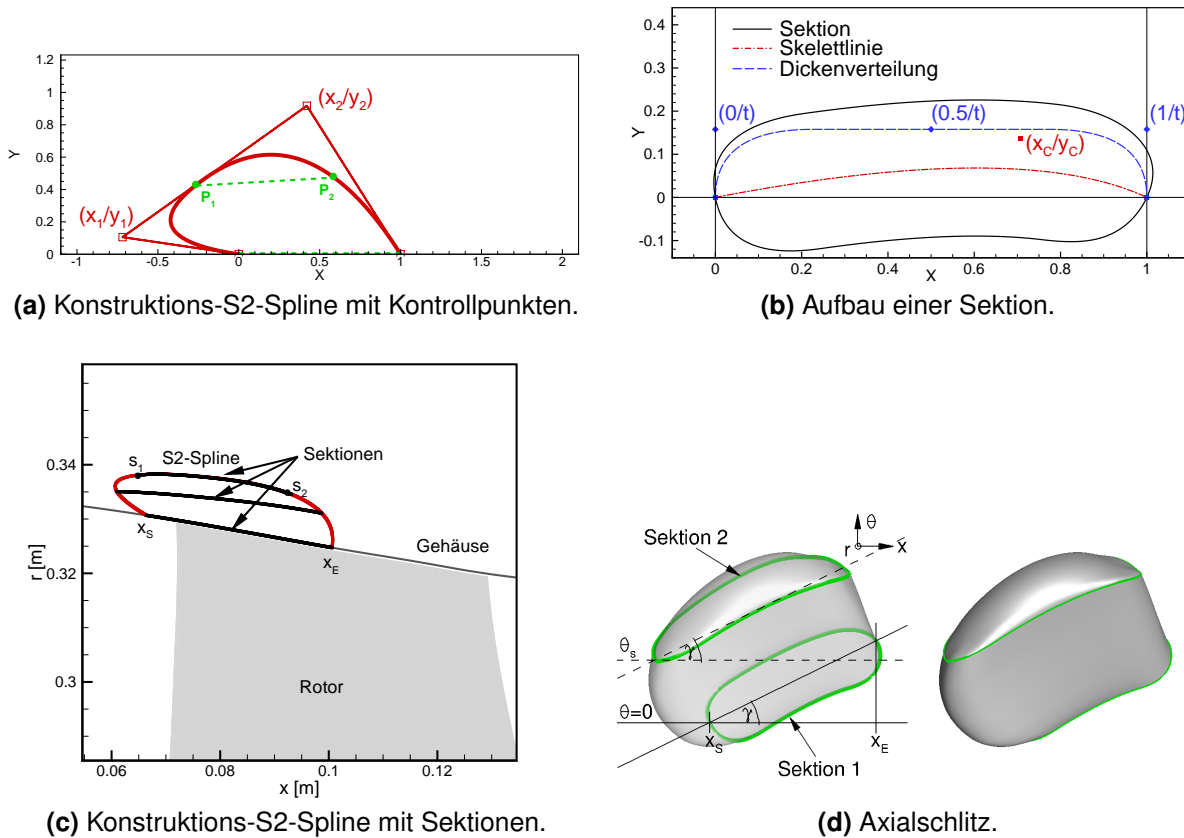 1.2
1
0.8
0.6
0.4
0.2
0
Y
-1 -0.5 0 0.5 1 1.5 2
X
(x1/y1)
(x2/y2)
P1
P2
(a) Konstruktions-S2-Spline mit Kontrollpunkten.
0.4
0.3
0.2
0.1
0
-0.1
Y
0 0.2 0.4 0.6 0.8 1
X
Sektion
Skelettlinie
Dickenverteilung
(0/t)
(0.5/t)
(1/t)
(xC/yC)
(b) Aufbau einer Sektion.
0.34
0.32
0.3
r [m]
0.06 0.08 0.1 0.12
x [m]
s1
S2-Spline
Sektionen
s2
xS
xE
Gehäuse
Rotor
(c) Konstruktions-S2-Spline mit Sektionen.
θ
r
x
Sektion 2
θs
γ
θ=0
γ
xS
xE
Sektion 1
(d) Axialschlitz.